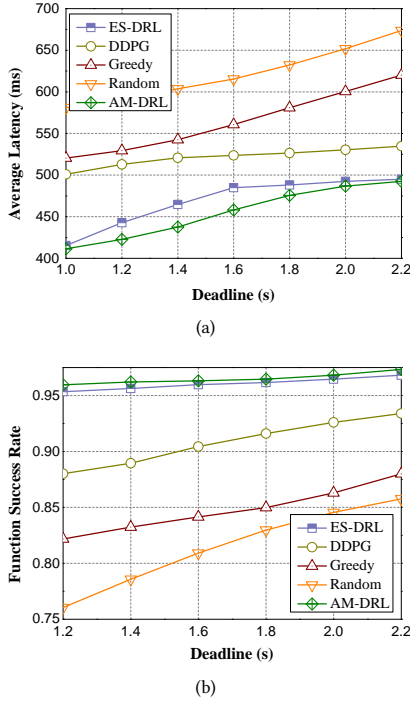 700
650
600
550
500
450
400
Average Latency (ms)
ES-DRL
DDPG
Greedy
Random
AM-DRL
1.0 1.2 1.4 1.6 1.8 2.0 2.2
Deadline (s)
(a)
0.95
0.90
0.85
0.80
0.75
Function Success Rate
ES-DRL
DDPG
Greedy
Random
AM-DRL
1.2 1.4 1.6 1.8 2.0 2.2
Deadline (s)
(b)